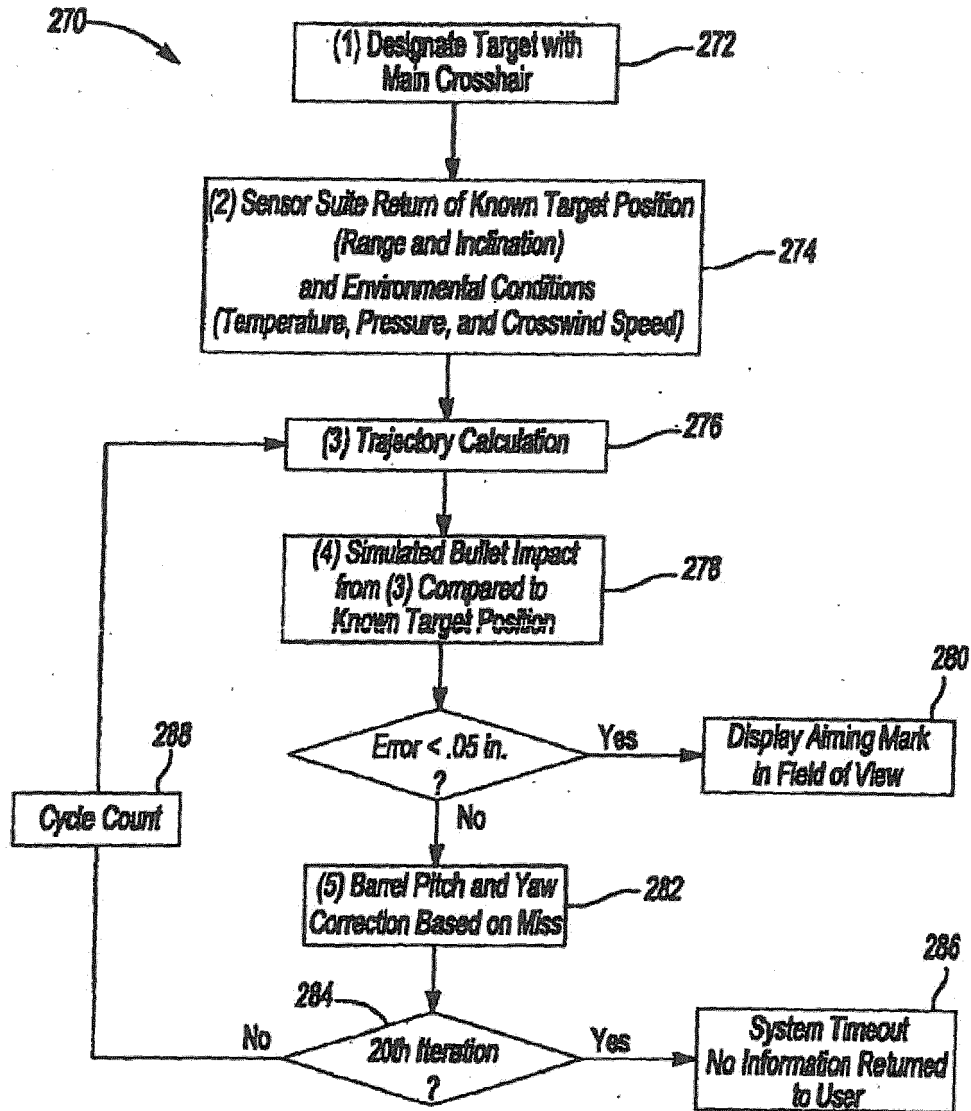 270
(1) Designate Target with
Main Crosshair
272
(2) Sensor Suite Return of Known Target Position
(Range and Inclination)
and Environmental Conditions
(Temperature, Pressure, and Crosswind Speed)
274
(3) Trajectory Calculation
276
(4) Simulated Bullet Impact
from (3) Compared to
Known Target Position
278
Error < .05 in.
?
Yes
No
280
Display Aiming Mark
in Field of View
288
Cycle Count
(5) Barrel Pitch and Yaw
Correction Based on Miss
282
284
20th Iteration
?
No
Yes
286
System Timeout
No Information Returned
to User